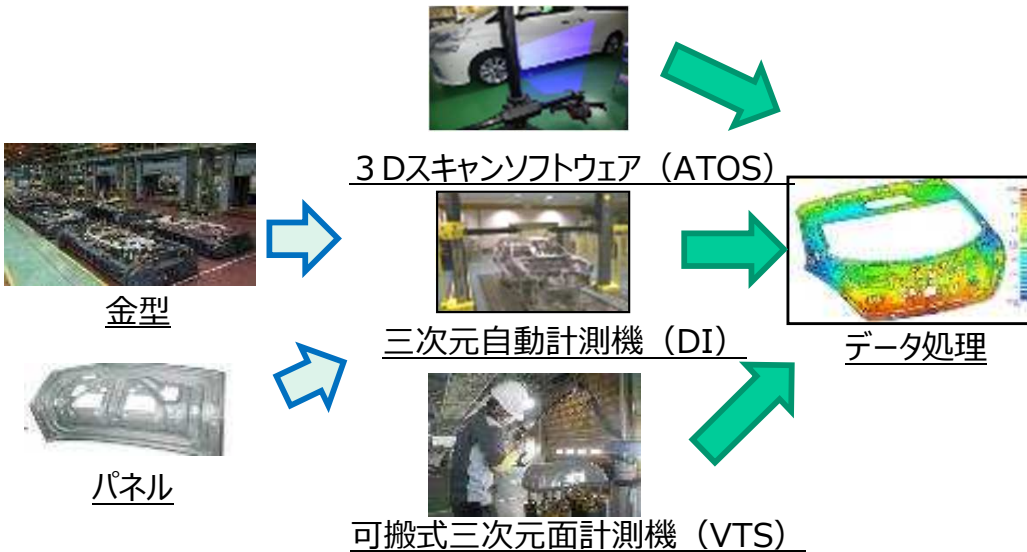 ３Dスキャンソフトウェア（ATOS）
金型
三次元自動計測機（DI）
データ処理
パネル
可搬式三次元面計測機（VTS）